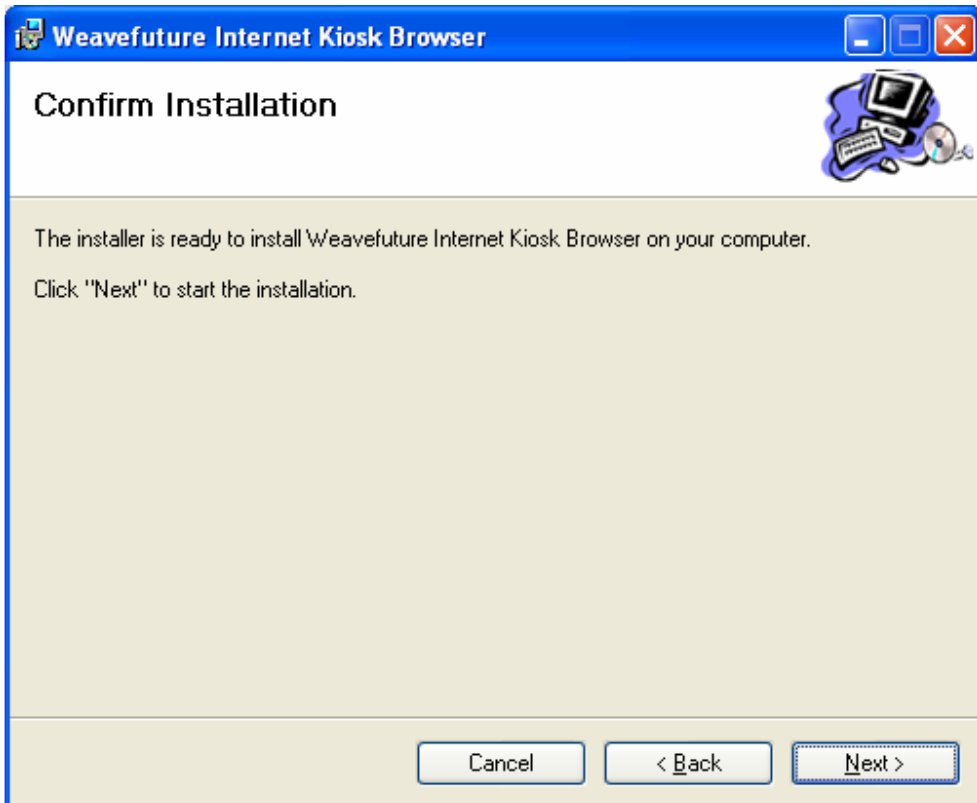 Weavefuture Internet Kiosk Browser
Confirm Installation
The installer is ready to install Weavefuture Internet Kiosk Browser on your computer.
Click "Next" to start the installation.
Cancel
< Back
Next >